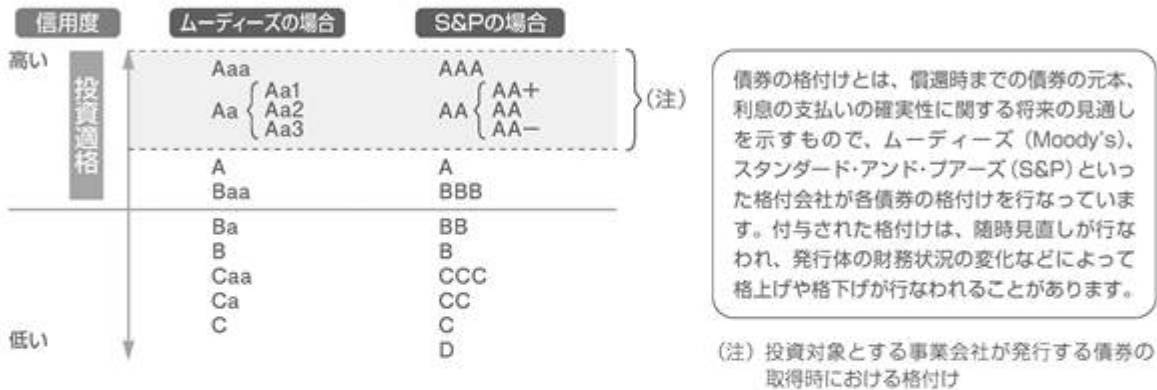 信用度 ムーディーズの場合 S&Pの場合
高い
投資適格
Aaa AAA
Aa Aa1 Aa2 Aa3 AA AA+ AA AA−
(注)
A A
Baa BBB
Ba BB
B B
Caa CCC
Ca CC
C C
D
低い
債券の格付けとは、償還時までの債券の元本、
利息の支払いの確実性に関する将来の見通し
を示すもので、ムーディーズ(Moody's)、
スタンダード・アンド・プアーズ(S&P)といっ
た格付会社が各債券の格付けを行なっていま
す。付与された格付けは、随時見直しが行な
われ、発行体の財務状況の変化などによって
格上げや格下げが行なわれることがあります。
(注)投資対象とする事業会社が発行する債券の
取得時における格付け